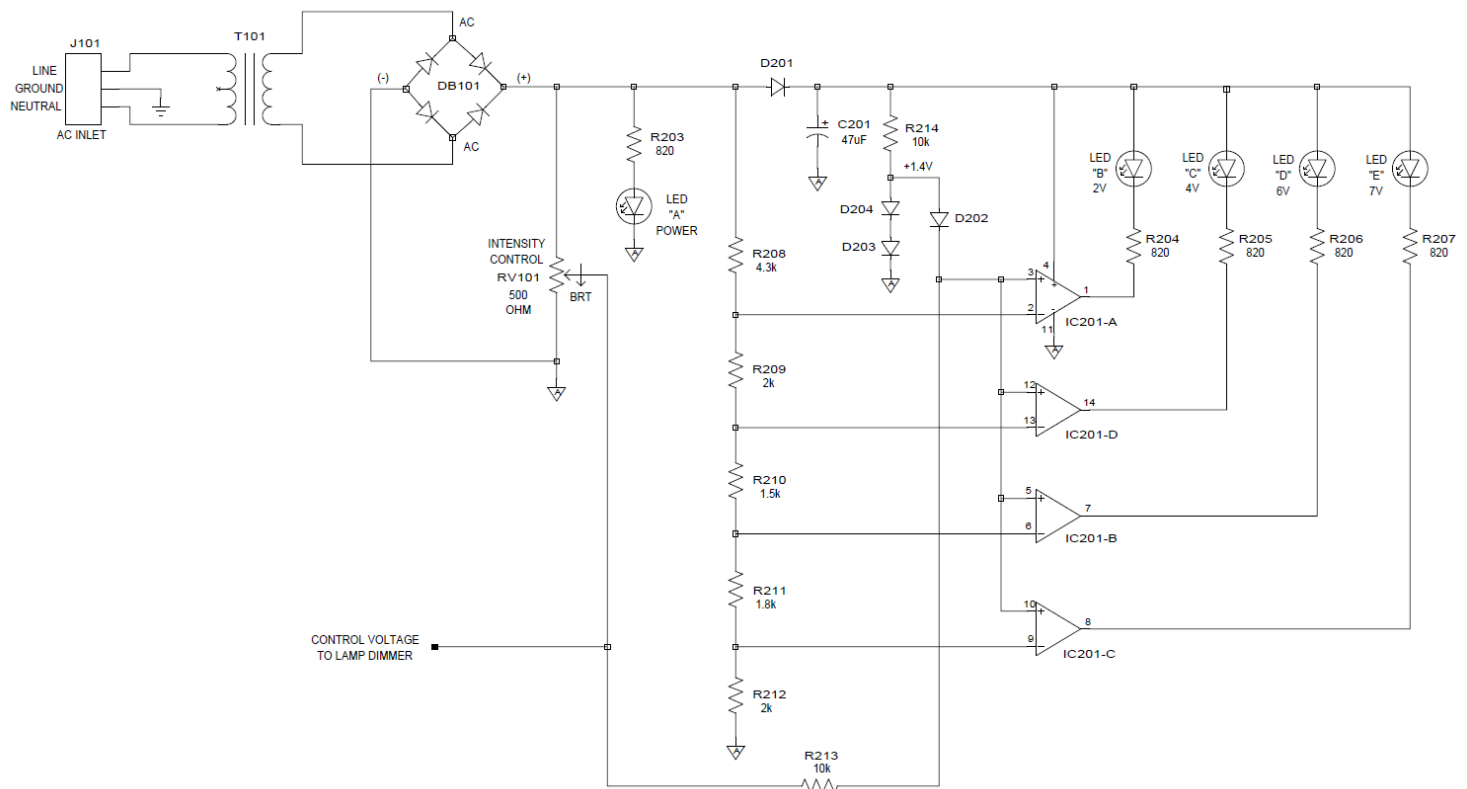 J101
LINE
GROUND
NEUTRAL
AC INLET
T101
AC
(-)
DB101
(+)
AC
INTENSITY
CONTROL
RV101
500
OHM
BRT
R203
820
LED
"A"
POWER
D201
+
C201
47uF
A
R214
10k
+1.4V
D204
D203
D202
A
A
A
R208
4.3k
R209
2k
R210
1.5k
R211
1.8k
R212
2k
A
R213
10k
CONTROL VOLTAGE
TO LAMP DIMMER
3
+
4
+
2
-
-
11
1
IC201-A
A
12
+
13
-
14
IC201-D
5
+
6
-
7
IC201-B
10
+
9
-
8
IC201-C
LED
"B"
2V
R204
820
LED
"C"
4V
R205
820
LED
"D"
6V
R206
820
LED
"E"
7V
R207
820